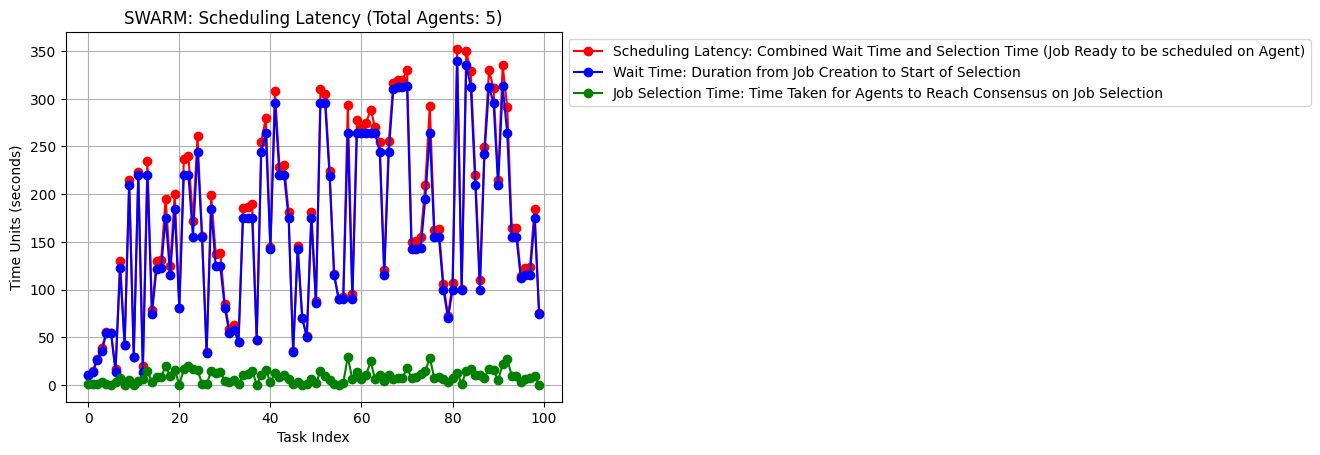 SWARM: Scheduling Latency (Total Agents: 5)
Scheduling Latency: Combined Wait Time and Selection Time (Job Ready to be scheduled on Agent)
Wait Time: Duration from Job Creation to Start of Selection
Job Selection Time: Time Taken for Agents to Reach Consensus on Job Selection
Time Units (seconds)
350
300
250
200
150
100
50
0
0 20 40 60 80 100
Task Index